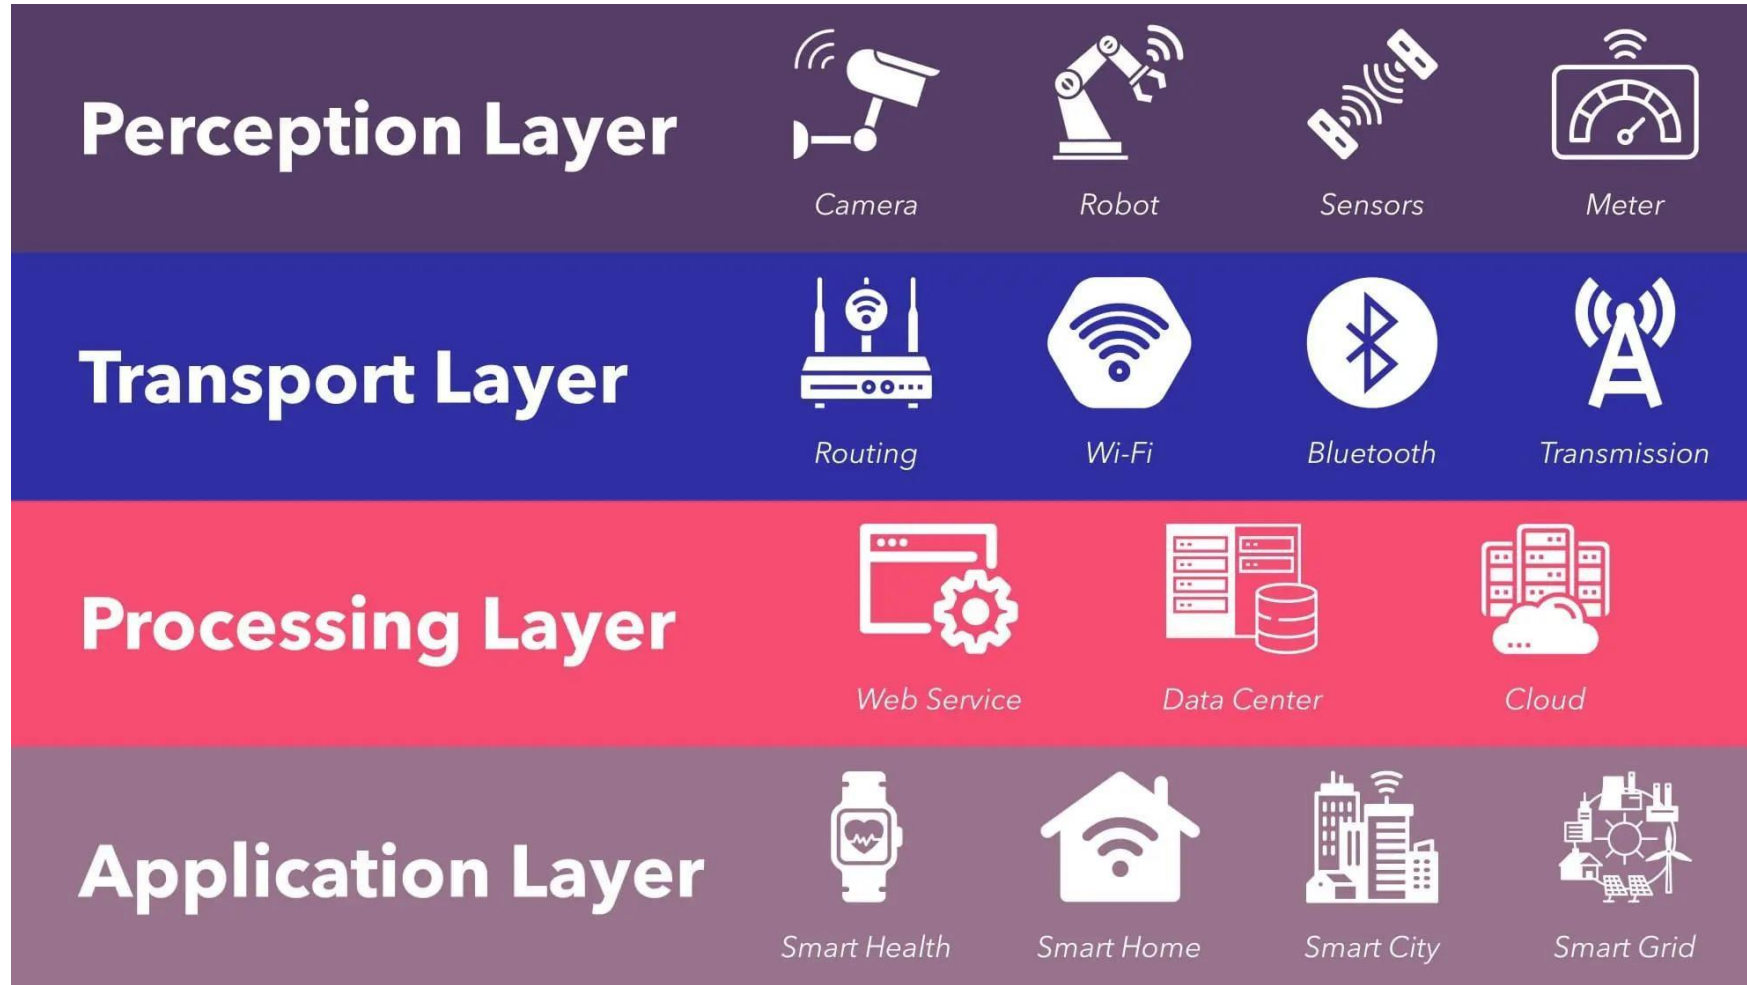 Perception Layer
Camera
Robot
Sensors
Meter
Transport Layer
Routing
Wi-Fi
Bluetooth
Transmission
Processing Layer
Web Service
Data Center
Cloud
Application Layer
Smart Health
Smart Home
Smart City
Smart Grid